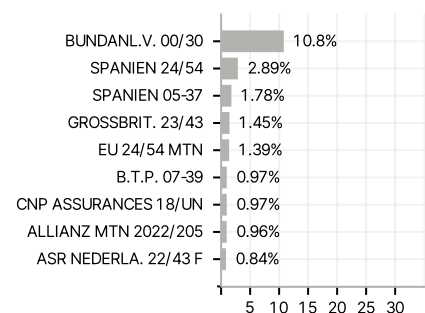 BUNDANL.V. 00/30 10.8%
SPANIEN 24/54 2.89%
SPANIEN 05-37 1.78%
GROSSBRIT. 23/43 1.45%
EU 24/54 MTN 1.39%
B.T.P. 07-39 0.97%
CNP ASSURANCES 18/UN 0.97%
ALLIANZ MTN 2022/205 0.96%
ASR NEDERLA. 22/43 F 0.84%
5 10 15 20 25 30